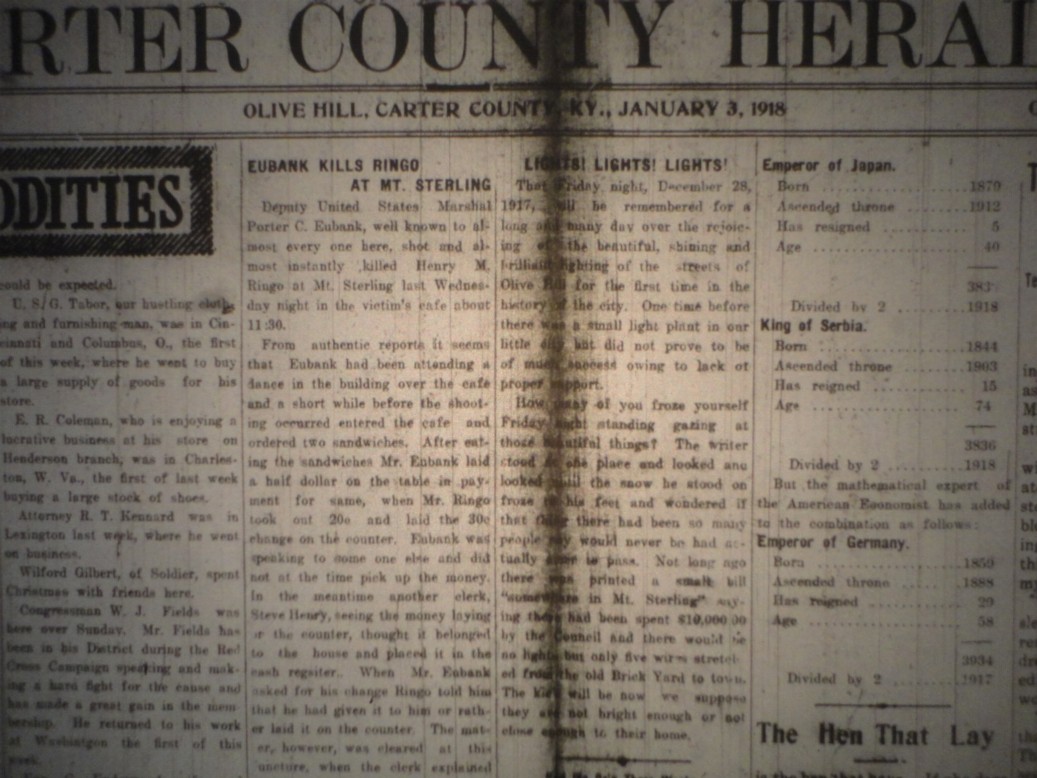 RTER COUNTY HERAL
OLIVE HILL, CARTER COUNTY, KY., JANUARY 3, 1918
ODITIES
ould be expected.
U. S. G. Tabor, our hustling cloth-
ing and furnishing man, was in Cin-
cinnati and Columbus, O., the first
of this week, where he went to buy
a large supply of goods for his
store.
E. R. Coleman, who is enjoying a
lucrative business at his store on
Henderson branch, was in Charles-
ton, W. Va., the first of last week
buying a large stock of shoes.
Attorney R. T. Kennard was in
Lexington last week, where he went
on business.
Wilford Gilbert, of Soldier, spent
Christmas with friends here.
Congressman W. J. Fields was
here over Sunday. Mr. Fields has
been in his District during the Red
Cross Campaign speaking and mak-
ing a hard fight for the cause and
has made a great gain in the mem-
bership. He returned to his work
at Washington the first of this
week.
EUBANK KILLS RINGO
AT MT. STERLING
Deputy United States Marshal
Porter C. Eubank, well known to al-
most every one here, shot and al-
most instantly killed Henry M.
Ringo at Mt. Sterling last Wednes-
day night in the victim's cafe about
11:30.
From authentic reports it seems
that Eubank had been attending a
dance in the building over the cafe
and a short while before the shoot-
ing occurred entered the cafe and
ordered two sandwiches. After eat-
ing the sandwiches Mr. Eubank laid
a half dollar on the table in pay-
ment for same, when Mr. Ringo
took out 20c and laid the 30c
change on the counter. Eubank was
speaking to some one else and did
not at the time pick up the money.
In the meantime another clerk,
Steve Henry, seeing the money laying
or the counter, thought it belonged
to the house and placed it in the
cash regsiter. When Mr. Eubank
asked for his change Ringo told him
that he had given it to him or rath-
er laid it on the counter. The mat-
er, however, was cleared at this
uncture, when the clerk explained
LIGHTS! LIGHTS! LIGHTS!
That Friday night, December 28,
1917, will be remembered for a
long and many day over the rejoic-
ing of the beautiful, shining and
brilliant lighting of the streets of
Olive Hill for the first time in the
history of the city. One time before
there was a small light plant in our
little city but did not prove to be
of much success owing to lack of
proper support.
How many of you froze yourself
Friday night standing gazing at
those beautiful things? The writer
stood at one place and looked and
looked until the snow he stood on
froze to his feet and wondered if
that thing there had been so many
people say would never be had ac-
tually came to pass. Not long ago
there was printed a small bill
"somewhere in Mt. Sterling" say-
ing there had been spent $10,000.00
by the Council and there would be
no lights but only five wires stretch-
ed from the old Brick Yard to town.
The will be now we suppose
they are not bright enough or not
close enough to their home.
Emperor of Japan.
Born 1879
Ascended throne 1912
Has resigned 5
Age 40
383
Divided by 2 1918
King of Serbia.
Born 1844
Ascended throne 1903
Has reigned 15
Age 74
3836
Divided by 2 1918
But the mathematical expert of
the American Economist has added
to the combination as follows:
Emperor of Germany.
Born 1859
Ascended throne 1888
Has reigned 29
Age 58
3934
Divided by 2 1917
The Hen That Lay